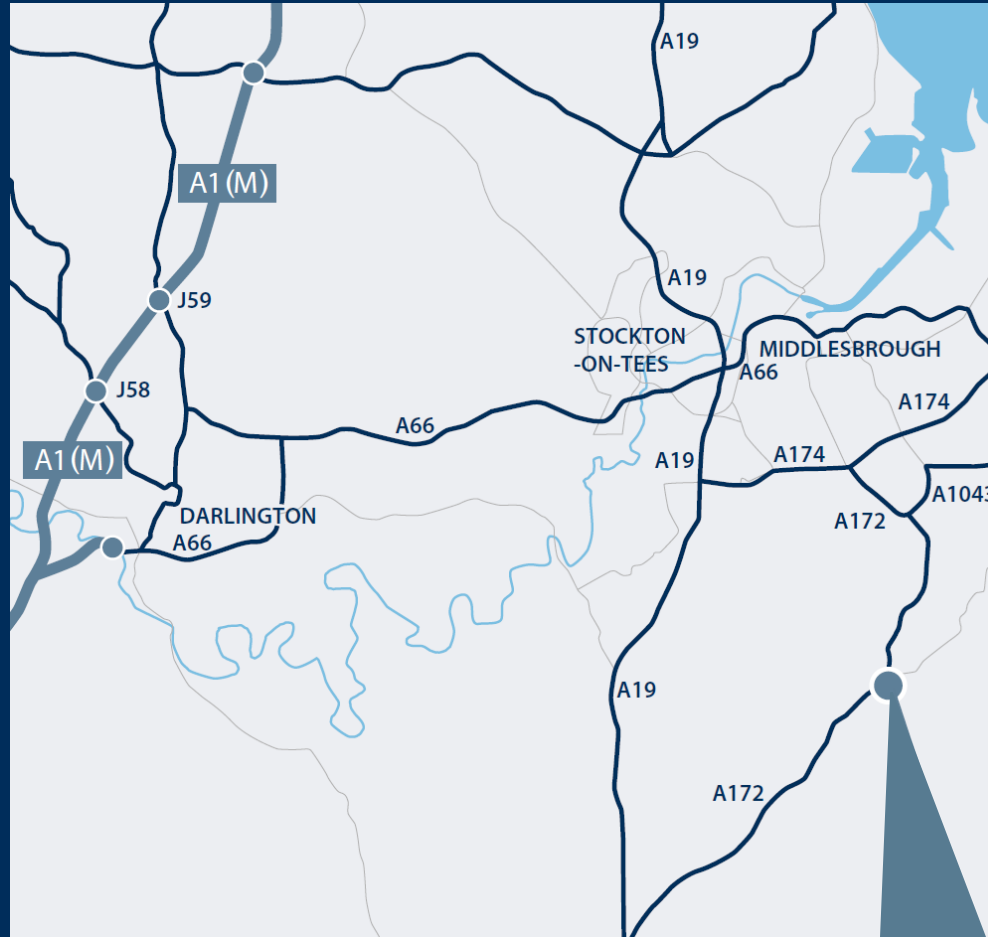 A19
A1(M)
A19
J59
STOCKTON
-ON-TEES
MIDDLESBROUGH
A66
J58
A174
A66
A1(M)
A19
A174
A1043
DARLINGTON
A172
A66
A19
A172